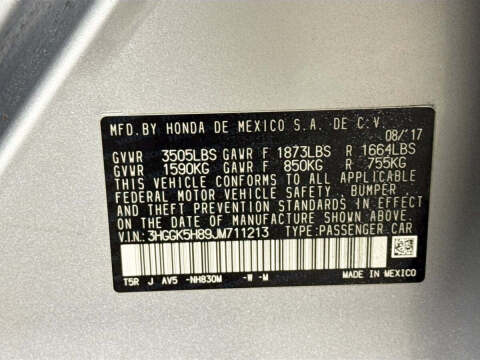 MFD.BY HONDA DE MEXICO S.A. DE C.V.
08/'17
GVWR 3505LBS GAWR F 1873LBS R 1664LBS
GVWR 1590KG GAWR F 850KG R 755KG
THIS VEHICLE CONFORMS TO ALL APPLICABLE
FEDERAL MOTOR VEHICLE SAFETY, BUMPER
AND THEFT PREVENTION STANDARDS IN EFFECT
ON THE DATE OF MANUFACTURE SHOWN ABOVE.
V.I.N: 3HGGK5H89JM711213 TYPE:PASSENGER CAR
T5R J AV5 -NH830M -W -M MADE IN MEXICO